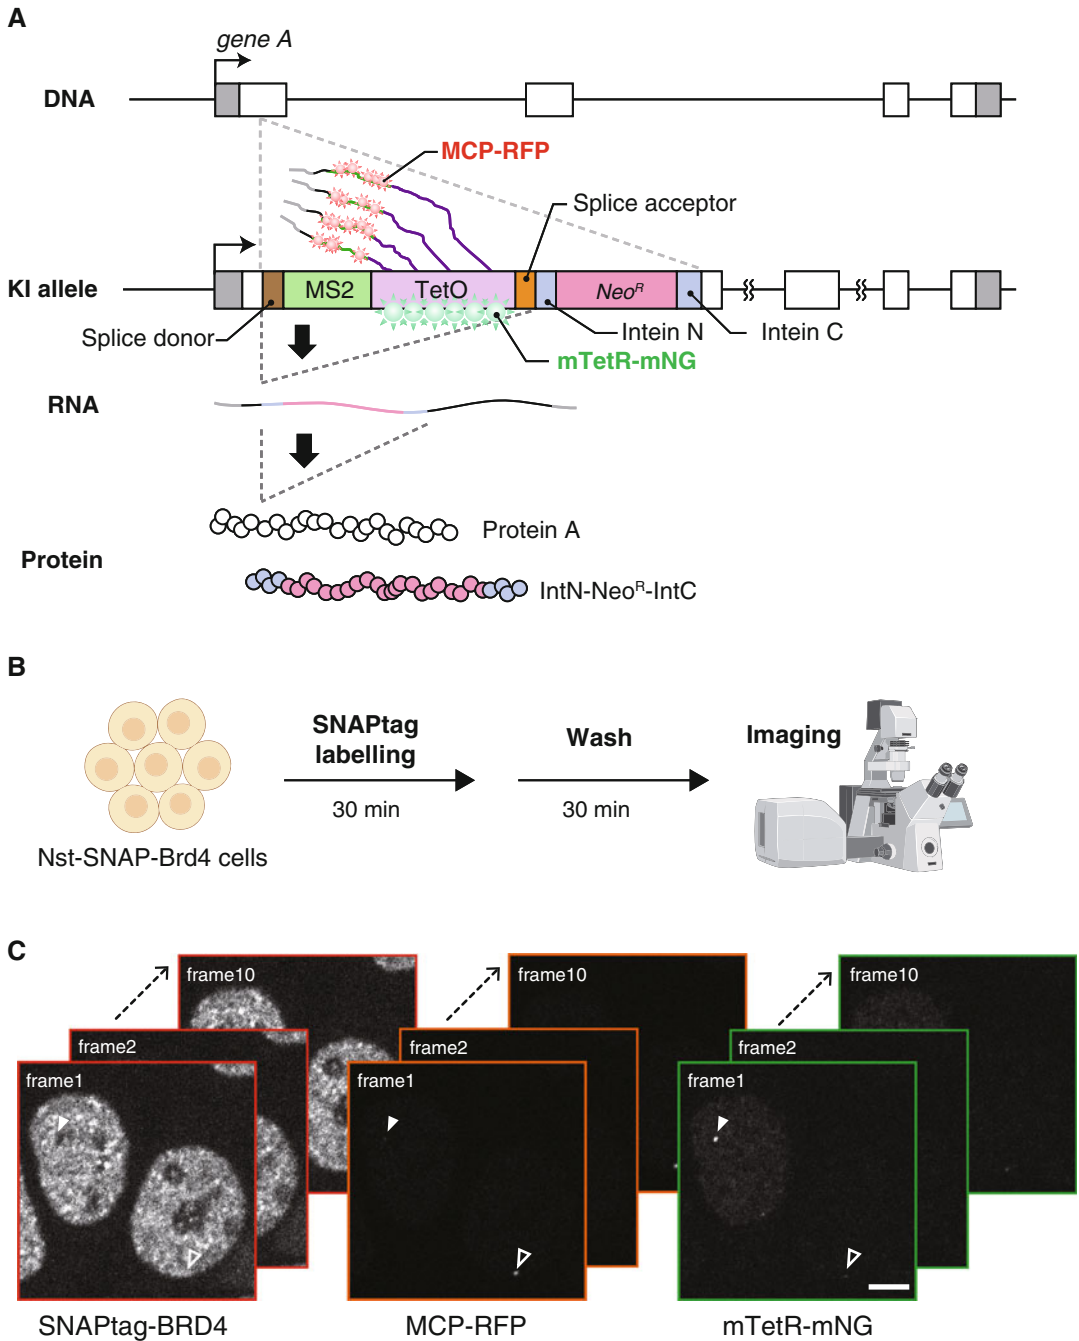 A
gene A
DNA
MCP-RFP
Splice acceptor
KI allele
MS2
TetO
Neo^R
Splice donor
Intein N
Intein C
mTetR-mNG
RNA
Protein A
Protein
IntN-Neo^R-IntC
B
SNAPtag
labelling
Wash
Imaging
30 min
30 min
Nst-SNAP-Brd4 cells
C
frame10
frame10
frame10
frame2
frame2
frame2
frame1
frame1
frame1
SNAPtag-BRD4
MCP-RFP
mTetR-mNG